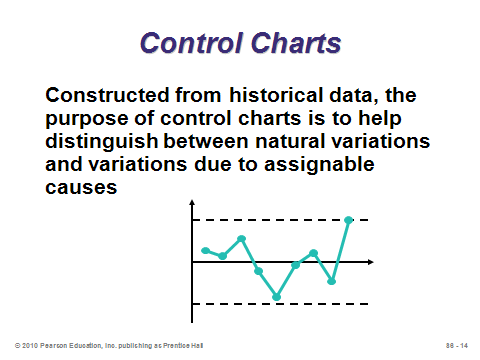 Control Charts
Constructed from historical data, the
purpose of control charts is to help
distinguish between natural variations
and variations due to assignable
causes
© 2010 Pearson Education, Inc. publishing as Prentice Hall
S6 - 14